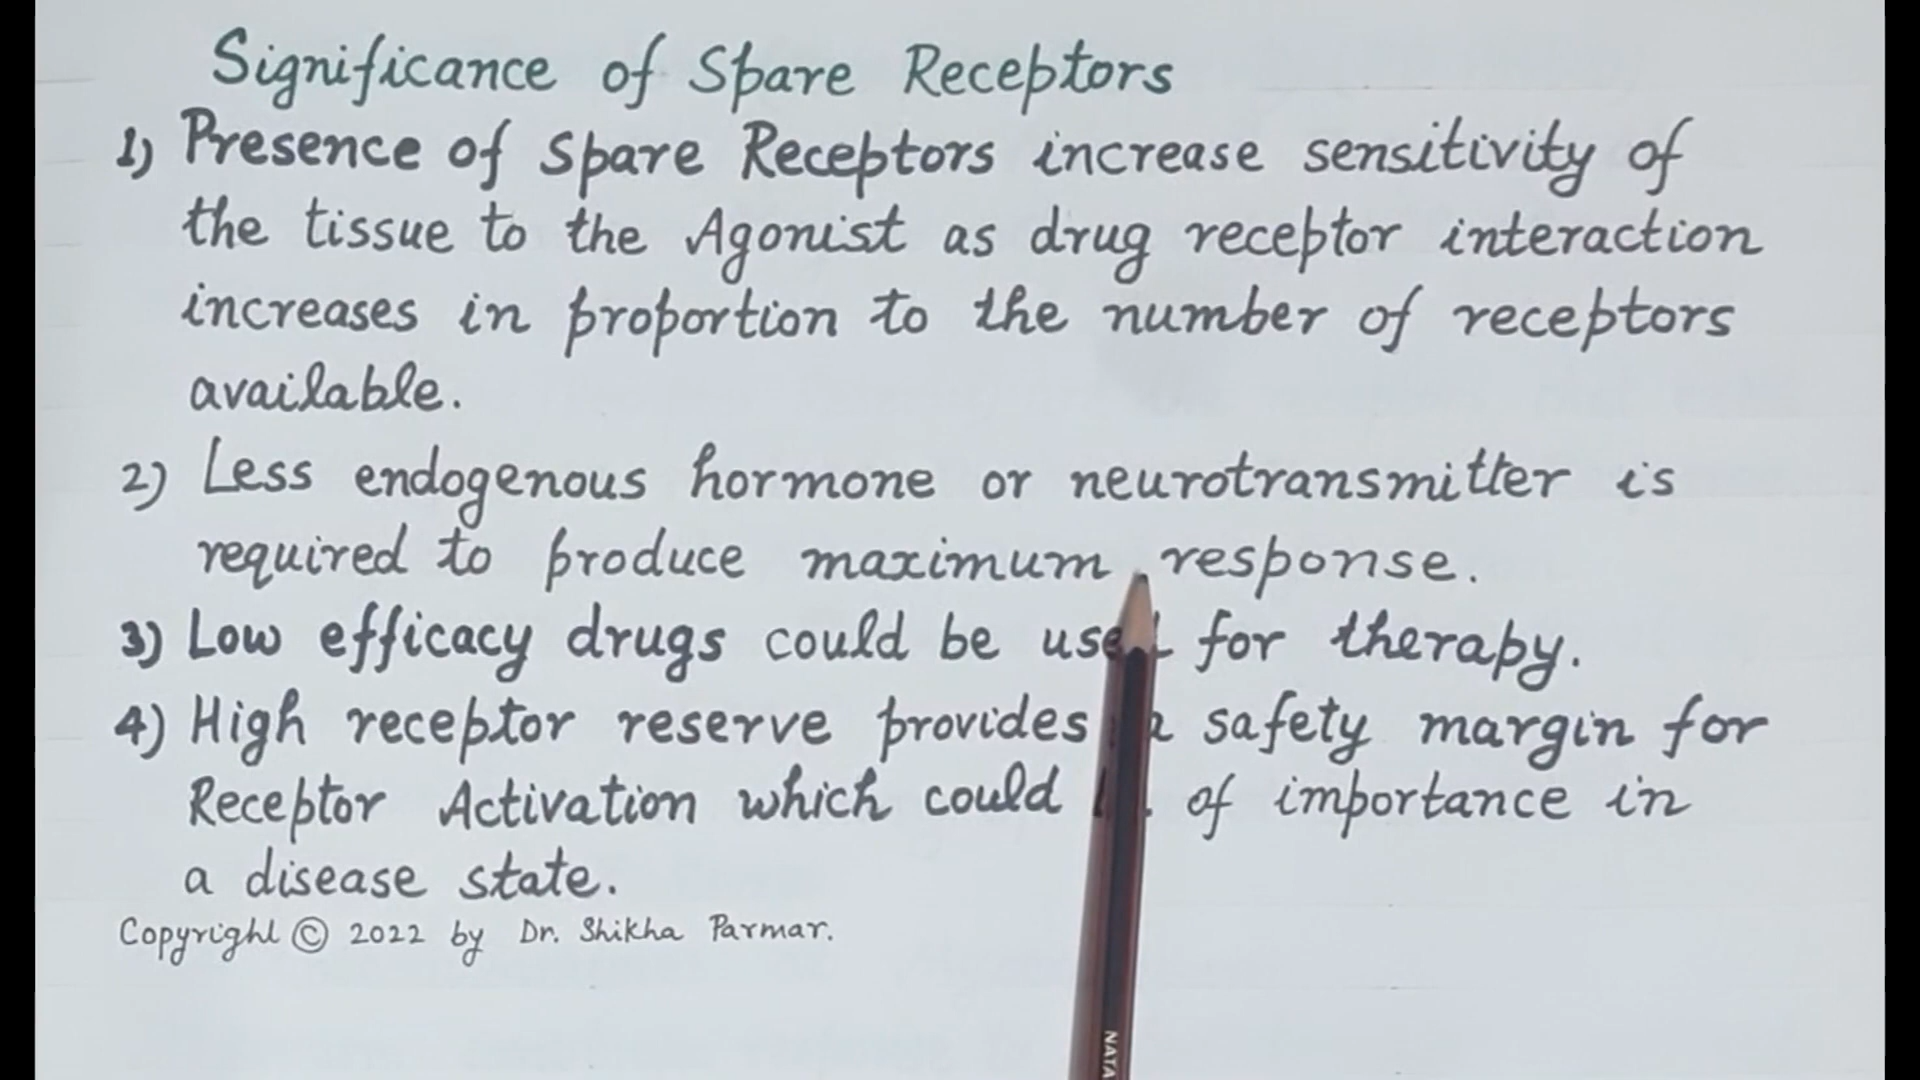 Significance of Spare Receptors
1) Presence of Spare Receptors increase sensitivity of
the tissue to the Agonist as drug receptor interaction
increases in proportion to the number of receptors
available.
2) Less endogenous hormone or neurotransmitter is
required to produce maximum response.
3) Low efficacy drugs could be used for therapy.
4) High receptor reserve provides a safety margin for
Receptor Activation which could of importance in
a disease state.
Copyright © 2022 by Dr. Shikha Parmar.
NATA